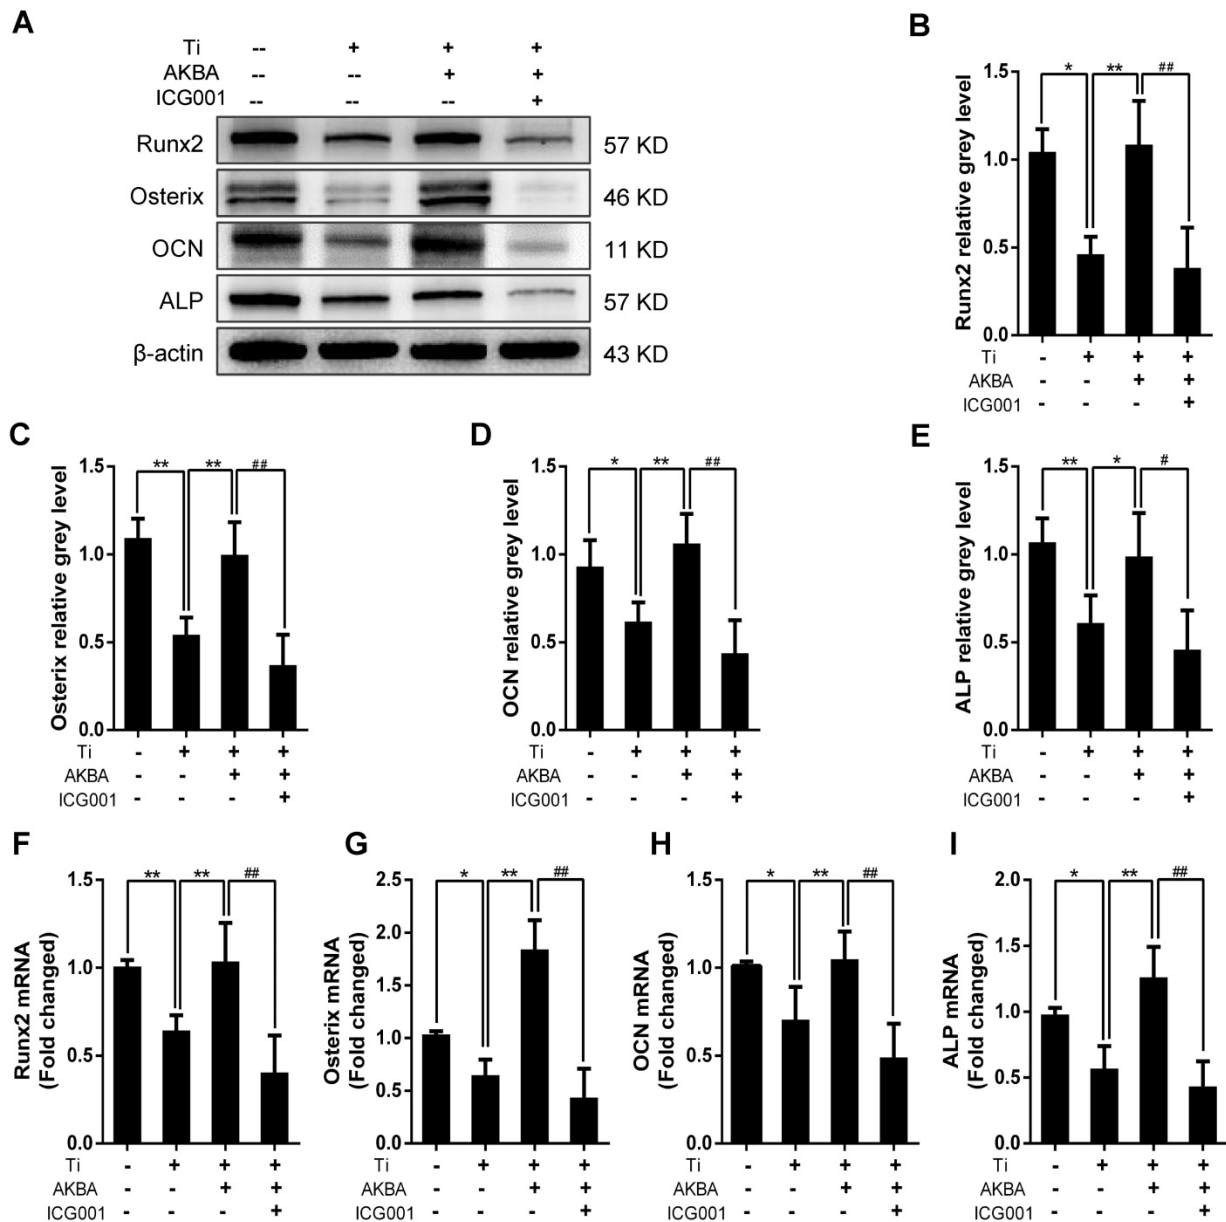 A
Ti -- + + +
AKBA -- -- + +
ICG001 -- -- -- +
Runx2 57 KD
Osterix 46 KD
OCN 11 KD
ALP 57 KD
β-actin 43 KD
B
Runx2 relative grey level
1.5
1.0
0.5
0.0
* ** ##
Ti - + + +
AKBA - - + +
ICG001 - - - +
C
Osterix relative grey level
1.5
1.0
0.5
0.0
** ** ##
Ti - + + +
AKBA - - + +
ICG001 - - - +
D
OCN relative grey level
1.5
1.0
0.5
0.0
* ** ##
Ti - + + +
AKBA - - + +
ICG001 - - - +
E
ALP relative grey level
1.5
1.0
0.5
0.0
** * #
Ti - + + +
AKBA - - + +
ICG001 - - - +
F
Runx2 mRNA
(Fold changed)
1.5
1.0
0.5
0.0
** ** ##
Ti - + + +
AKBA - - + +
ICG001 - - - +
G
Osterix mRNA
(Fold changed)
2.5
2.0
1.5
1.0
0.5
0.0
* ** ##
Ti - + + +
AKBA - - + +
ICG001 - - - +
H
OCN mRNA
(Fold changed)
1.5
1.0
0.5
0.0
* ** ##
Ti - + + +
AKBA - - + +
ICG001 - - - +
I
ALP mRNA
(Fold changed)
2.0
1.5
1.0
0.5
0.0
* ** ##
Ti - + + +
AKBA - - + +
ICG001 - - - +